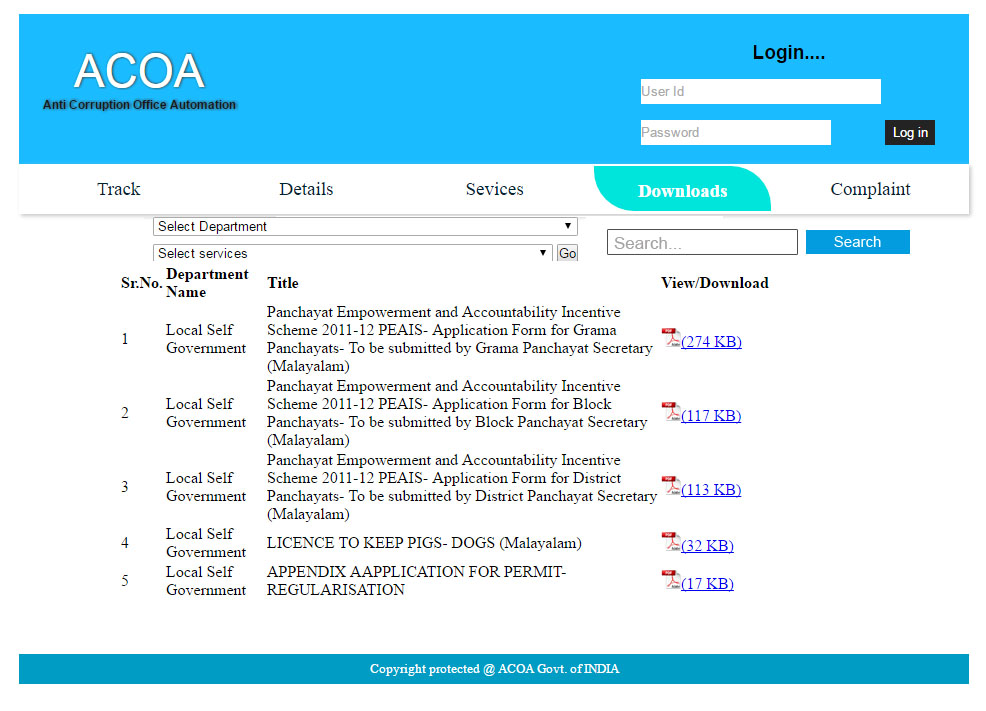 ACOA
Anti Corruption Office Automation
Login....
User Id
Password
Log in
Track
Details
Sevices
Downloads
Complaint
Select Department
Select services
Go
Search...
Search
Sr.No.
Department
Name
Title
View/Download
1
Local Self
Government
Panchayat Empowerment and Accountability Incentive
Scheme 2011-12 PEAIS- Application Form for Grama
Panchayats- To be submitted by Grama Panchayat Secretary
(Malayalam)
(274 KB)
2
Local Self
Government
Panchayat Empowerment and Accountability Incentive
Scheme 2011-12 PEAIS- Application Form for Block
Panchayats- To be submitted by Block Panchayat Secretary
(Malayalam)
(117 KB)
3
Local Self
Government
Panchayat Empowerment and Accountability Incentive
Scheme 2011-12 PEAIS- Application Form for District
Panchayats- To be submitted by District Panchayat Secretary
(Malayalam)
(113 KB)
4
Local Self
Government
LICENCE TO KEEP PIGS- DOGS (Malayalam)
(32 KB)
5
Local Self
Government
APPENDIX AAPPLICATION FOR PERMIT-
REGULARISATION
(17 KB)
Copyright protected @ ACOA Govt. of INDIA